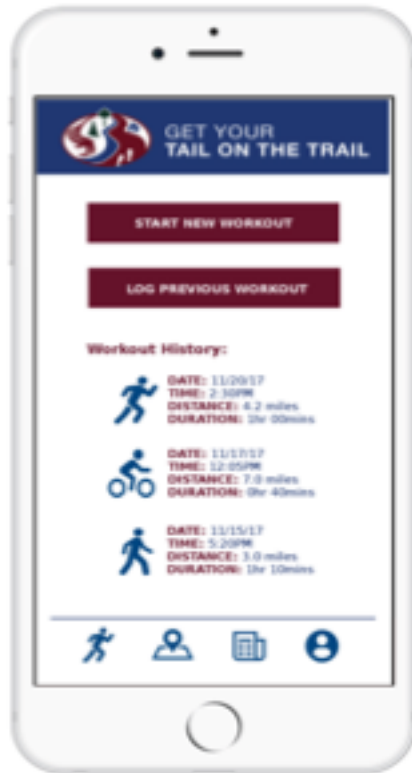 GET YOUR
TAIL ON THE TRAIL
START NEW WORKOUT
LOG PREVIOUS WORKOUT
Workout History:
DATE: 11/20/17
TIME: 2:30PM
DISTANCE: 4.2 miles
DURATION: 1hr 00mins
DATE: 11/17/17
TIME: 12:05PM
DISTANCE: 7.0 miles
DURATION: 0hr 40mins
DATE: 11/15/17
TIME: 5:20PM
DISTANCE: 3.0 miles
DURATION: 1hr 10mins